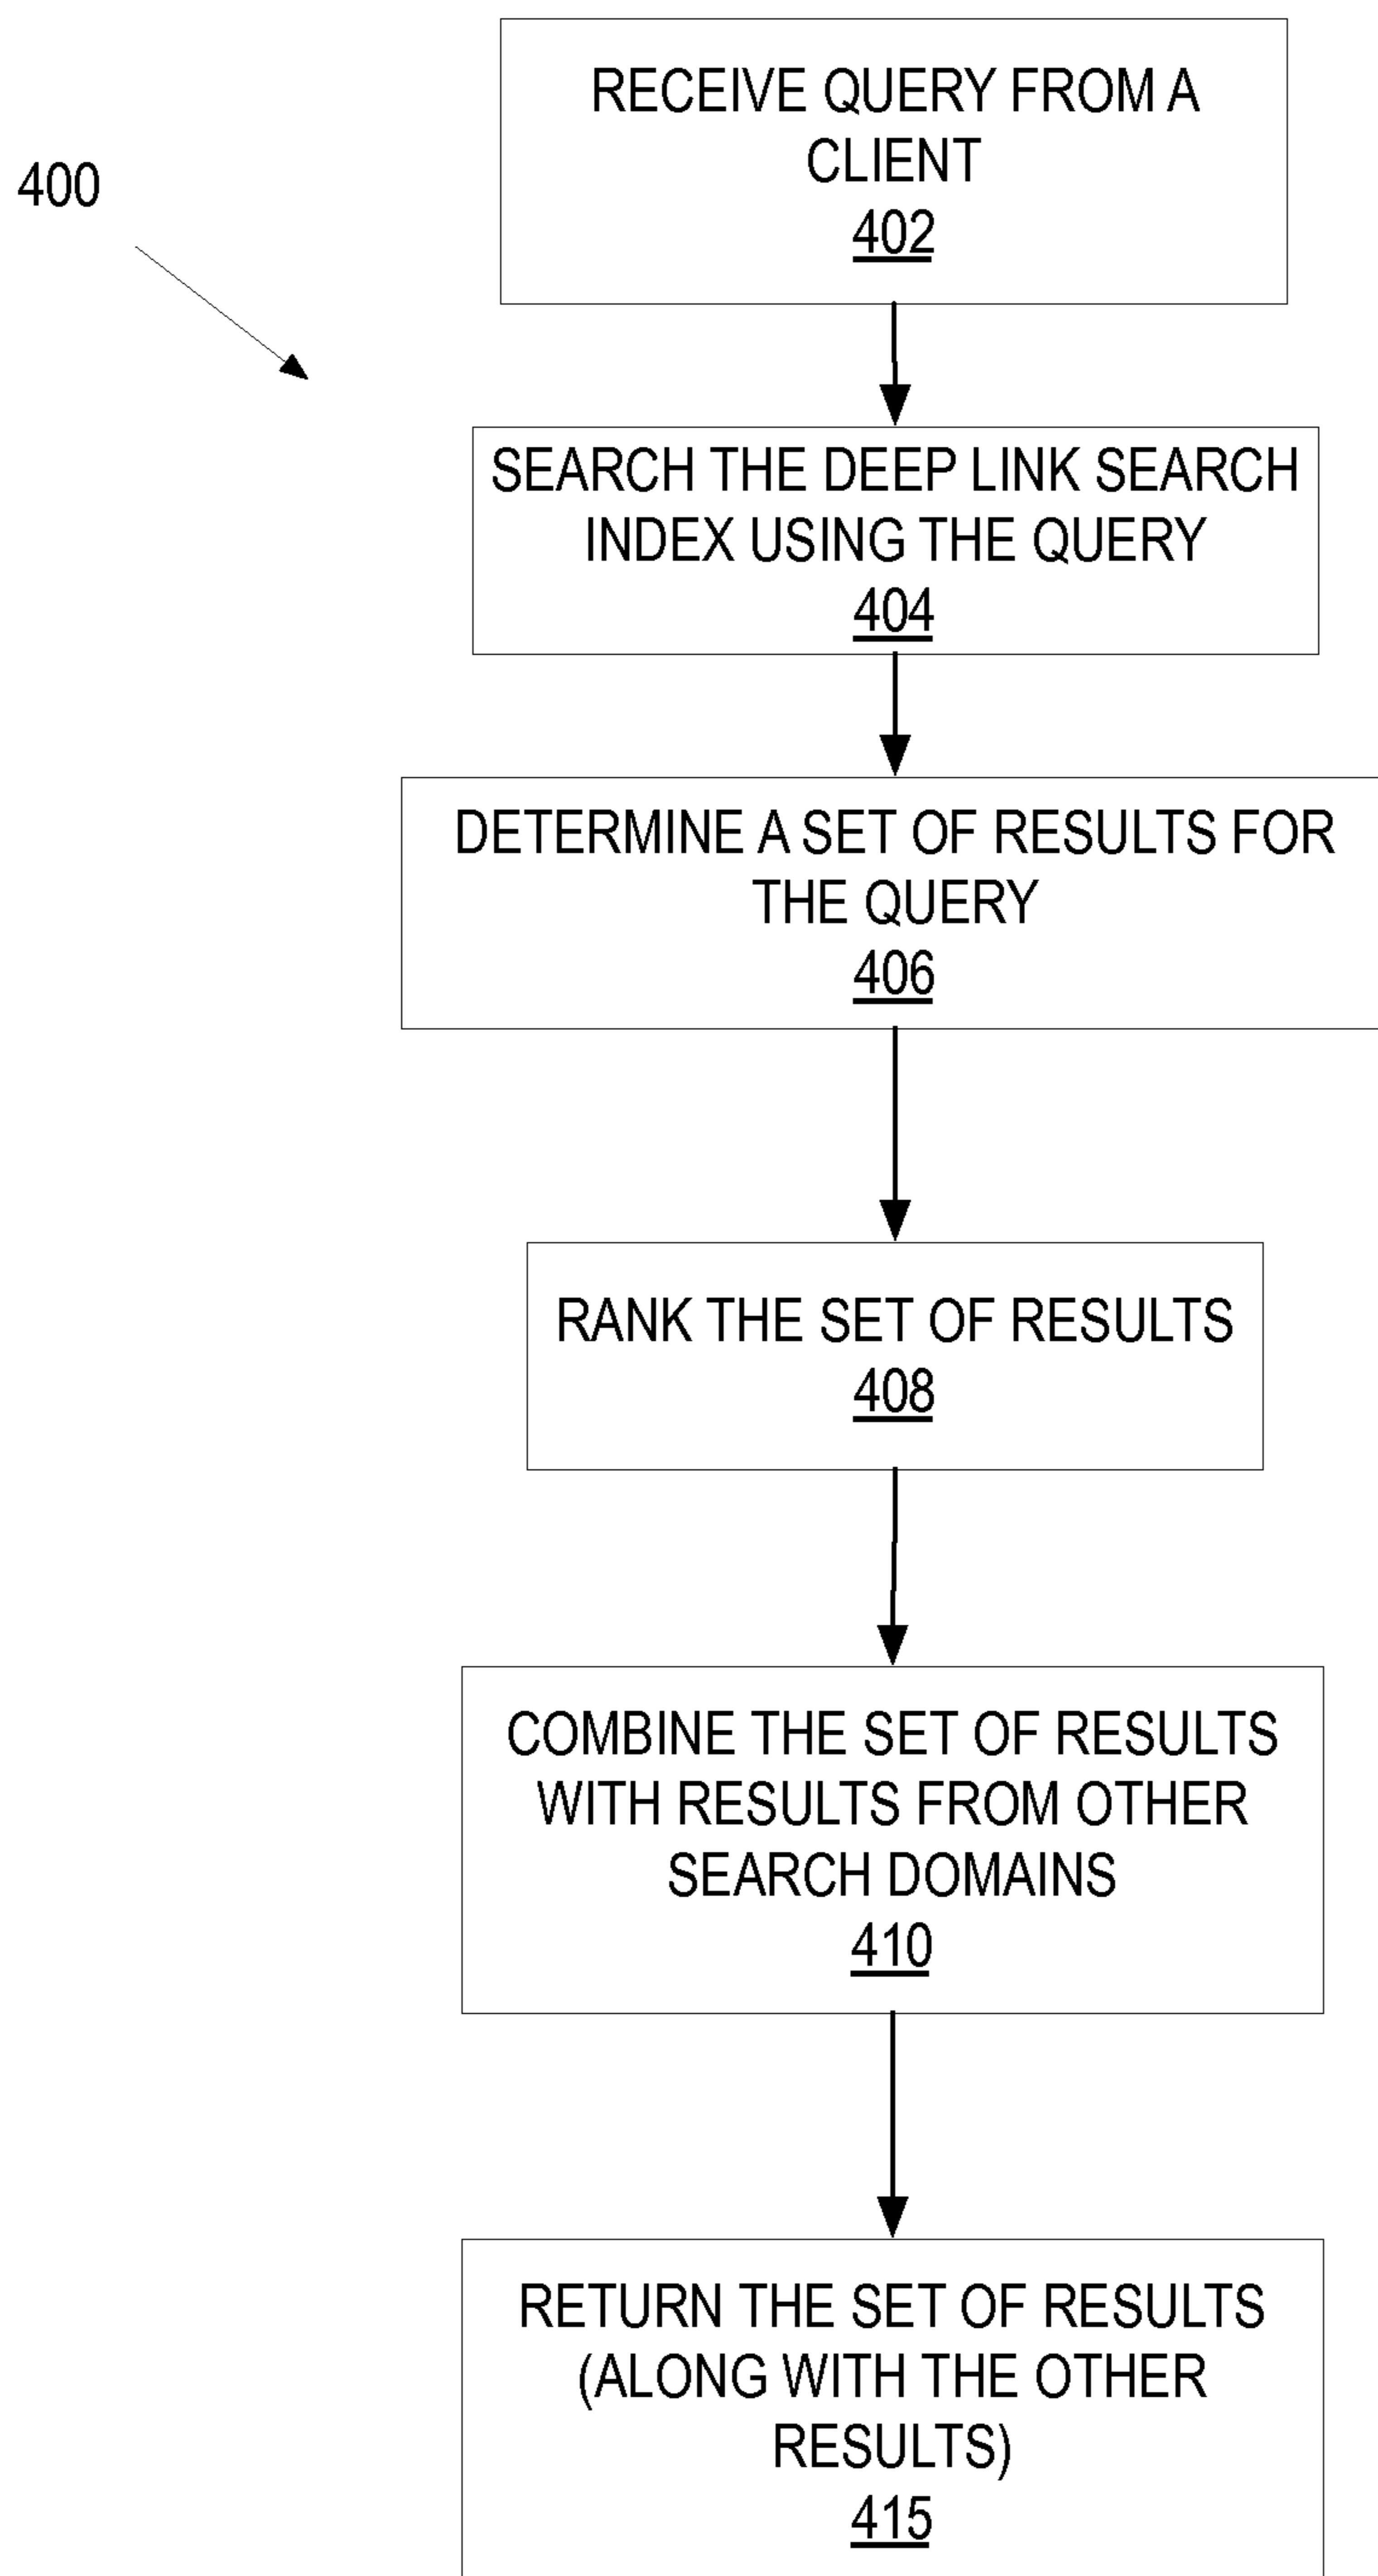 RECEIVE QUERY FROM A
CLIENT
402
400
SEARCH THE DEEP LINK SEARCH
INDEX USING THE QUERY
404
DETERMINE A SET OF RESULTS FOR
THE QUERY
406
RANK THE SET OF RESULTS
408
COMBINE THE SET OF RESULTS
WITH RESULTS FROM OTHER
SEARCH DOMAINS
410
RETURN THE SET OF RESULTS
(ALONG WITH THE OTHER
RESULTS)
415